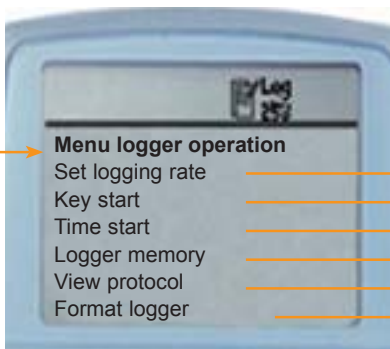 Log
Menu logger operation
Set logging rate
Key start
Time start
Logger memory
View protocol
Format logger